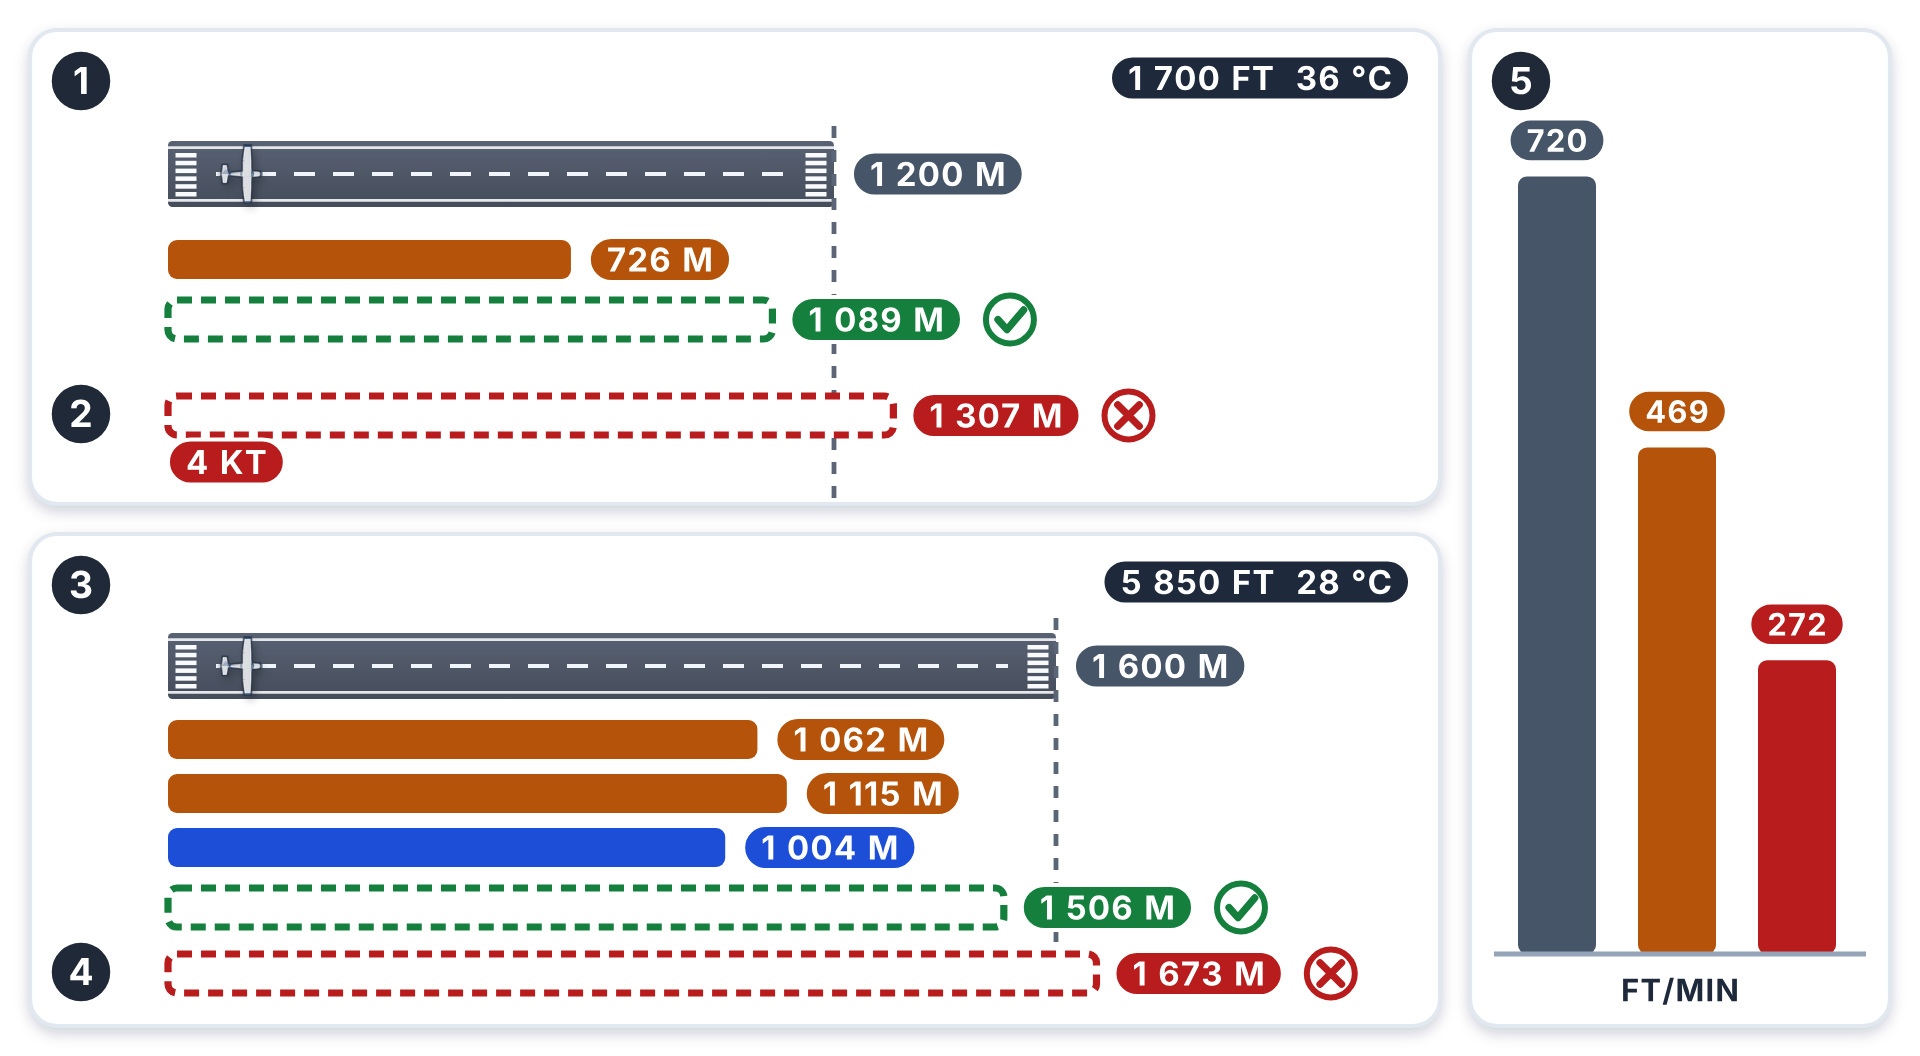 1
1 700 FT 36 °C
1 200 M
726 M
1 089 M
2
1 307 M
4 KT
3
5 850 FT 28 °C
1 600 M
1 062 M
1 115 M
1 004 M
1 506 M
4
1 673 M
5
720
469
272
FT/MIN